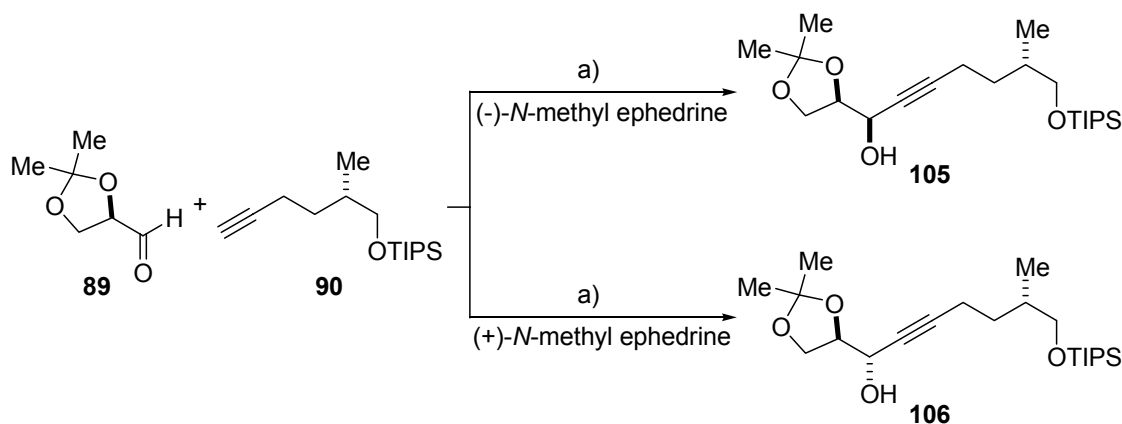 Me
Me
O
O
OH
Me
OTIPS
105
a)
(-)-N-methyl ephedrine
Me
Me
O
O
H
O
89
+
Me
OTIPS
90
a)
(+)-N-methyl ephedrine
Me
Me
O
O
OH
Me
OTIPS
106